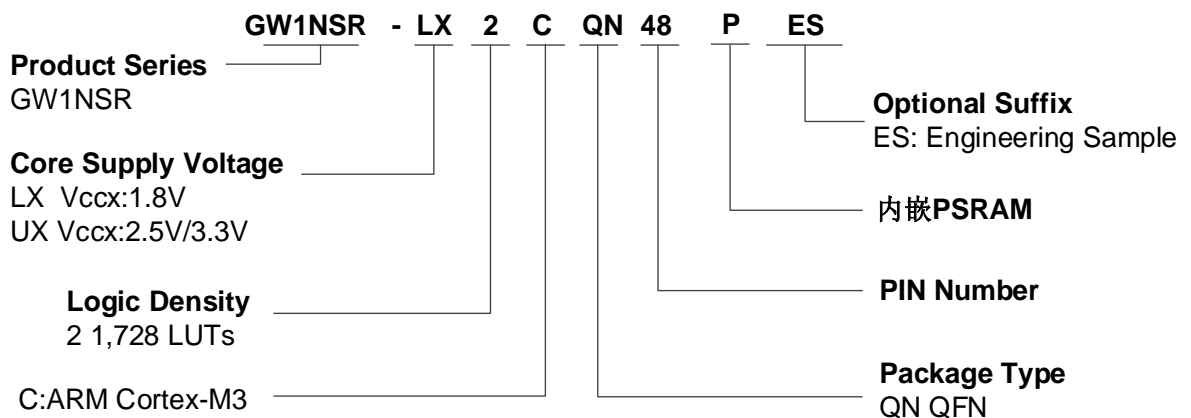 GW1NSR - LX 2 C QN 48 P ES
Product Series
GW1NSR
Optional Suffix
ES: Engineering Sample
Core Supply Voltage
LX Vccx:1.8V
UX Vccx:2.5V/3.3V
内嵌PSRAM
Logic Density
2 1,728 LUTs
PIN Number
C:ARM Cortex-M3
Package Type
QN QFN